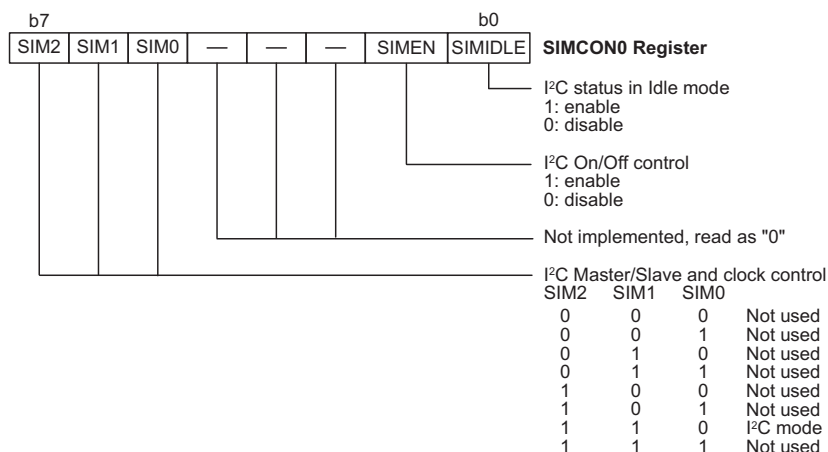 b7 b0
SIM2 SIM1 SIM0 — — — SIMEN SIMIDLE SIMCON0 Register
I²C status in Idle mode
1: enable
0: disable
I²C On/Off control
1: enable
0: disable
Not implemented, read as "0"
I²C Master/Slave and clock control
SIM2 SIM1 SIM0
0 0 0 Not used
0 0 1 Not used
0 1 0 Not used
0 1 1 Not used
1 0 0 Not used
1 0 1 Not used
1 1 0 I²C mode
1 1 1 Not used